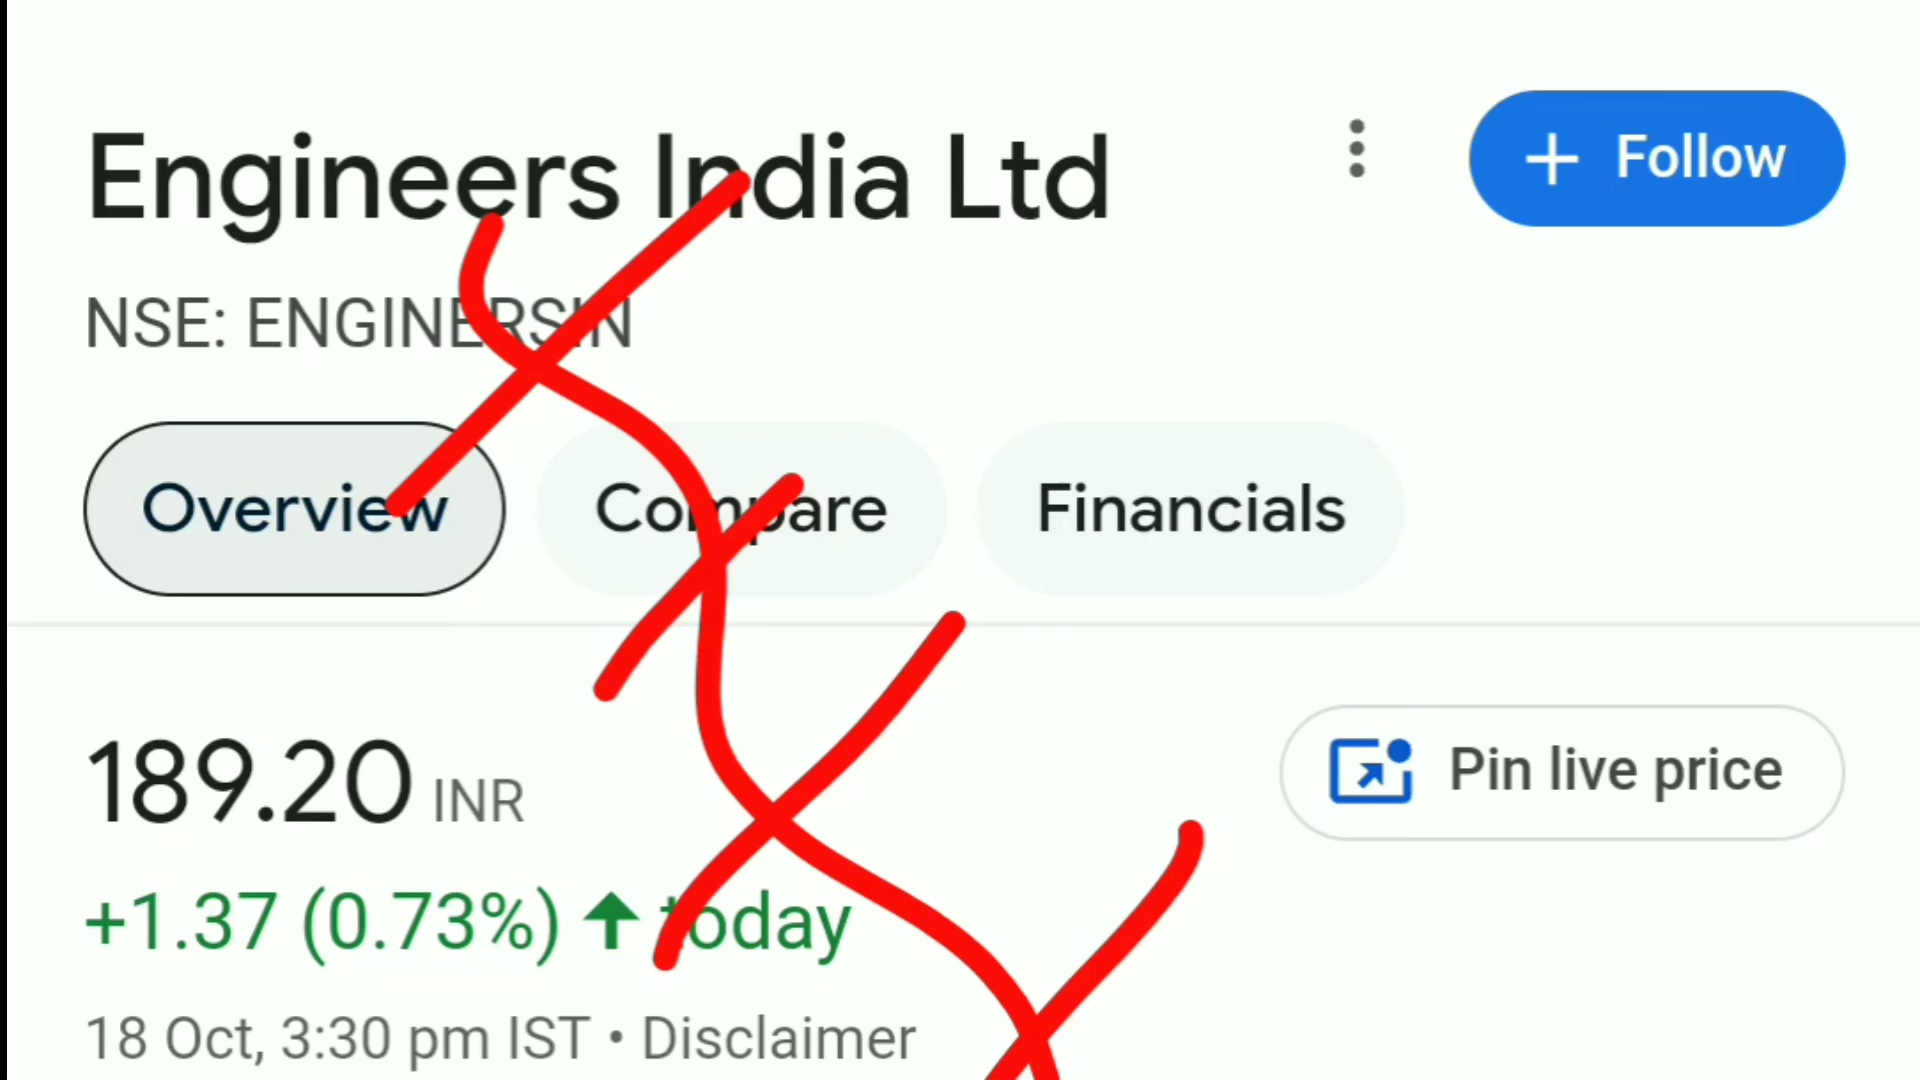 Engineers India Ltd
+ Follow
NSE: ENGINERSIN
Overview
Compare
Financials
189.20 INR
Pin live price
+1.37 (0.73%) ↑ today
18 Oct, 3:30 pm IST • Disclaimer